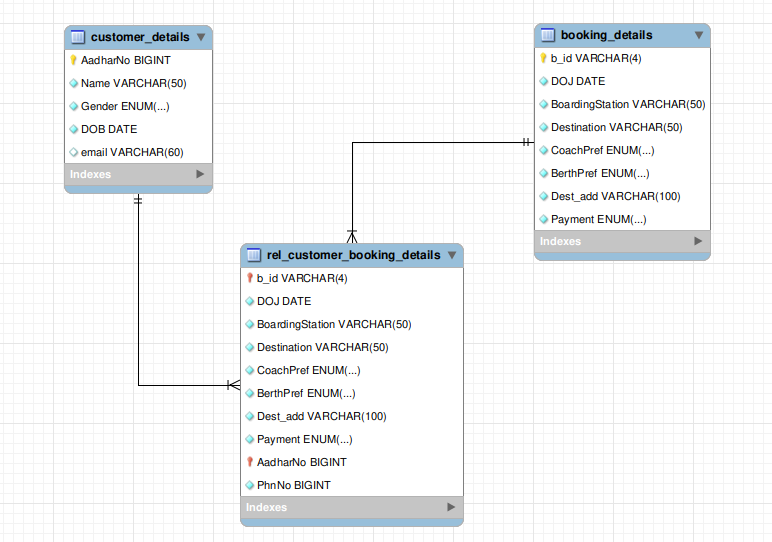 customer_details
AadharNo BIGINT
Name VARCHAR(50)
Gender ENUM(...)
DOB DATE
email VARCHAR(60)
Indexes
booking_details
b_id VARCHAR(4)
DOJ DATE
BoardingStation VARCHAR(50)
Destination VARCHAR(50)
CoachPref ENUM(...)
BerthPref ENUM(...)
Dest_add VARCHAR(100)
Payment ENUM(...)
Indexes
rel_customer_booking_details
b_id VARCHAR(4)
DOJ DATE
BoardingStation VARCHAR(50)
Destination VARCHAR(50)
CoachPref ENUM(...)
BerthPref ENUM(...)
Dest_add VARCHAR(100)
Payment ENUM(...)
AadharNo BIGINT
PhnNo BIGINT
Indexes